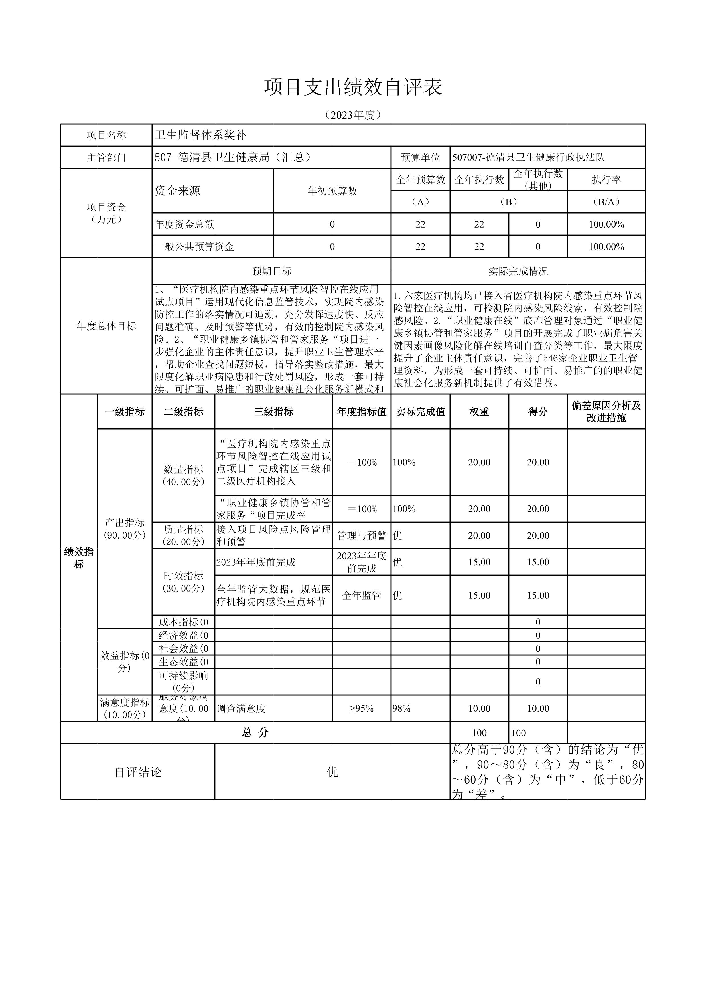 项目支出绩效自评表
（2023年度）
项目名称
卫生监督体系奖补
主管部门
507-德清县卫生健康局（汇总）
预算单位
507007-德清县卫生健康行政执法队
项目资金
（万元）
资金来源
年初预算数
全年预算数
全年执行数
全年执行数
(其他)
执行率
（A）
（B）
（B/A）
年度资金总额
0
22
22
0
100.00%
一般公共预算资金
0
22
22
0
100.00%
年度总体目标
预期目标
实际完成情况
1、“医疗机构院内感染重点环节风险智控在线应用
试点项目”运用现代化信息监管技术，实现院内感染
防控工作的落实情况可追溯，充分发挥速度快、反应
问题准确、及时预警等优势，有效的控制院内感染风
险。2、“职业健康乡镇协管和管家服务“项目进一
步强化企业的主体责任意识，提升职业卫生管理水平
，帮助企业查找问题短板，指导落实整改措施，最大
限度化解职业病隐患和行政处罚风险，形成一套可持
续、可扩面、易推广的职业健康社会化服务新模式和
1.六家医疗机构均已接入省医疗机构院内感染重点环节风
险智控在线应用，可检测院内感染风险线索，有效控制院
感风险。2.“职业健康在线”底库管理对象通过“职业健
康乡镇协管和管家服务”项目的开展完成了职业病危害关
键因素画像风险化解在线培训自查分类等工作，最大限度
提升了企业主体责任意识，完善了546家企业职业卫生管
理资料，为形成一套可持续、可扩面、易推广的的职业健
康社会化服务新机制提供了有效借鉴。
绩效指
标
一级指标
二级指标
三级指标
年度指标值
实际完成值
权重
得分
偏差原因分析及
改进措施
产出指标
(90.00分)
数量指标
(40.00分)
“医疗机构院内感染重点
环节风险智控在线应用试
点项目”完成辖区三级和
二级医疗机构接入
＝100%
100%
20.00
20.00
“职业健康乡镇协管和管
家服务“项目完成率
＝100%
100%
20.00
20.00
质量指标
(20.00分)
接入项目风险点风险管理
和预警
管理与预警
优
20.00
20.00
时效指标
(30.00分)
2023年年底前完成
2023年年底
前完成
优
15.00
15.00
全年监管大数据，规范医
疗机构院内感染重点环节
全年监管
优
15.00
15.00
成本指标(0
0
效益指标(0
分)
经济效益(0
0
社会效益(0
0
生态效益(0
0
可持续影响
(0分)
0
满意度指标
(10.00分)
服务对象满
意度(10.00
分)
调查满意度
≥95%
98%
10.00
10.00
总 分
100
100
自评结论
优
总分高于90分（含）的结论为“优
”，90～80分（含）为“良”，80
～60分（含）为“中”，低于60分
为“差”。